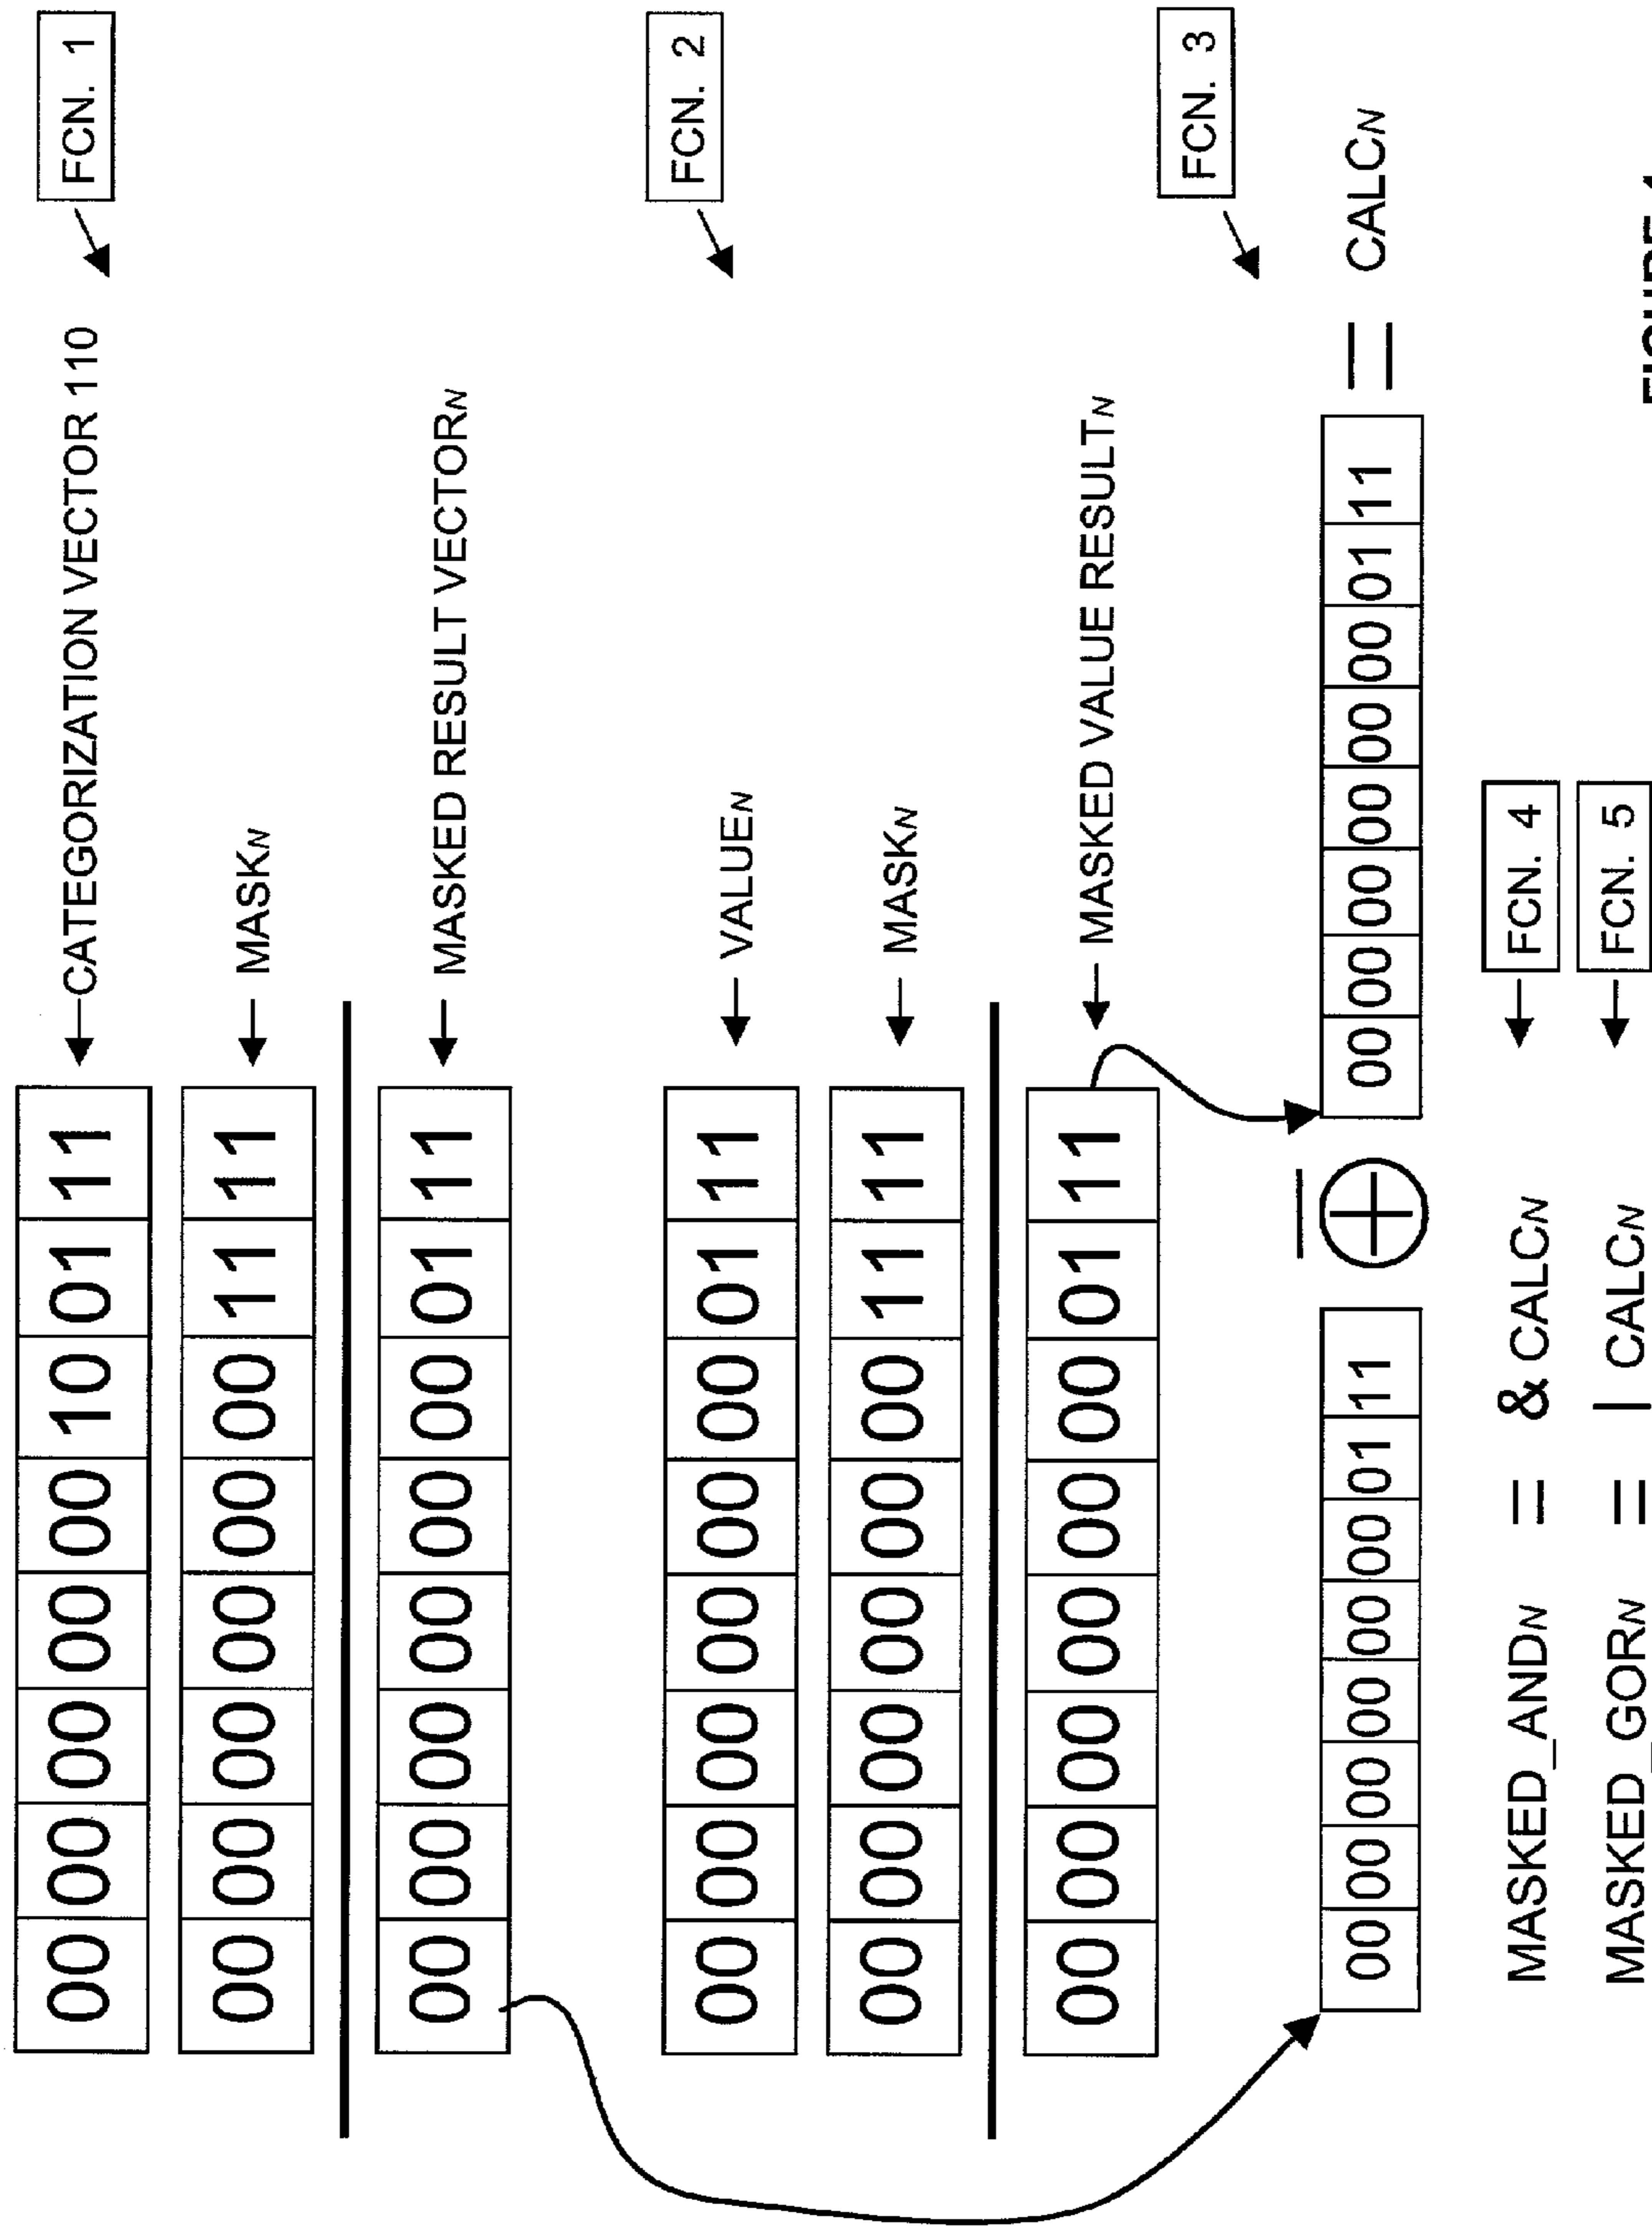 FCN. 1
00 00 00 00 00 10 01 11 CATEGORIZATION VECTOR 110
00 00 00 00 00 00 11 11 MASKN
00 00 00 00 00 00 01 11 MASKED RESULT VECTORN
FCN. 2
00 00 00 00 00 00 01 11 VALUEN
00 00 00 00 00 00 11 11 MASKN
00 00 00 00 00 00 01 11 MASKED VALUE RESULTN
FCN. 3
00 00 00 00 00 00 01 11 ⊕ 00 00 00 00 00 00 01 11 = CALCN
MASKED_ANDN = & CALCN FCN. 4
MASKED_GORN = | CALCN FCN. 5